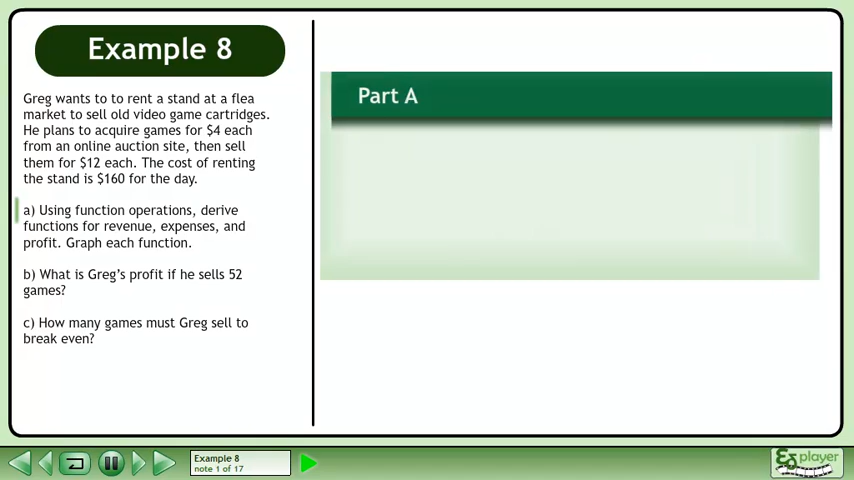 Example 8
Greg wants to to rent a stand at a flea
market to sell old video game cartridges.
He plans to acquire games for $4 each
from an online auction site, then sell
them for $12 each. The cost of renting
the stand is $160 for the day.
a) Using function operations, derive
functions for revenue, expenses, and
profit. Graph each function.
b) What is Greg's profit if he sells 52
games?
c) How many games must Greg sell to
break even?
Part A
Example 8
note 1 of 17
player